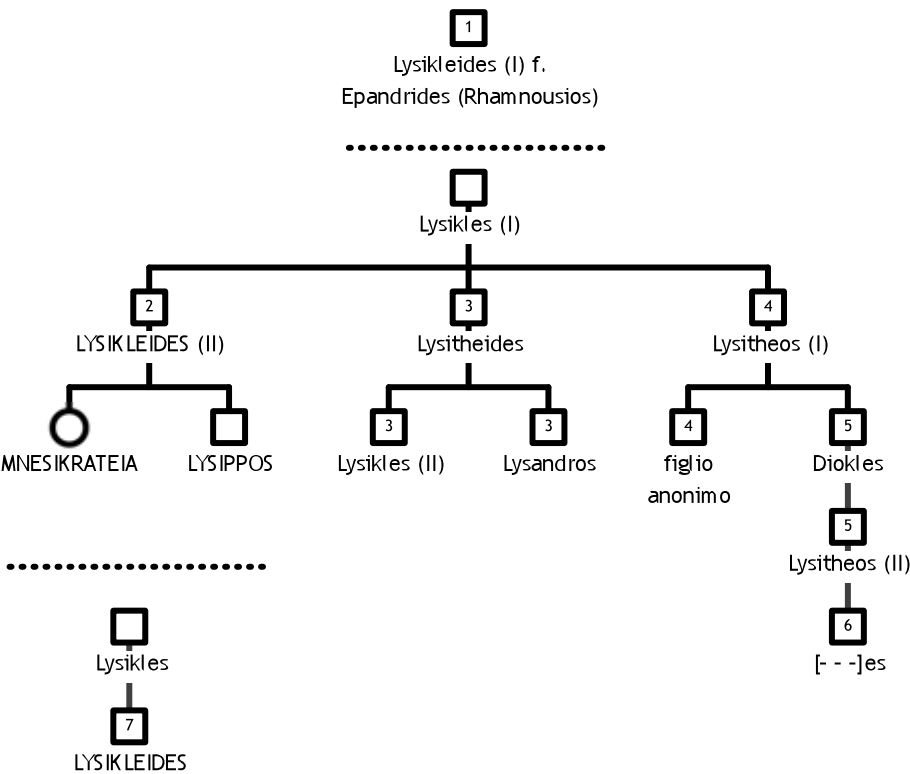 1
Lysikleides (I) f.
Epandrides (Rhamnousios)
Lysikles (I)
2 3 4
LYSIKLEIDES (II) Lysitheides Lysitheos (I)
3 3 4 5
MNESIKRATEIA LYSIPPOS Lysikles (II) Lysandros figlio Diokles
anonimo
5
Lysitheos (II)
6
Lysikles [- - -]es
7
LYSIKLEIDES